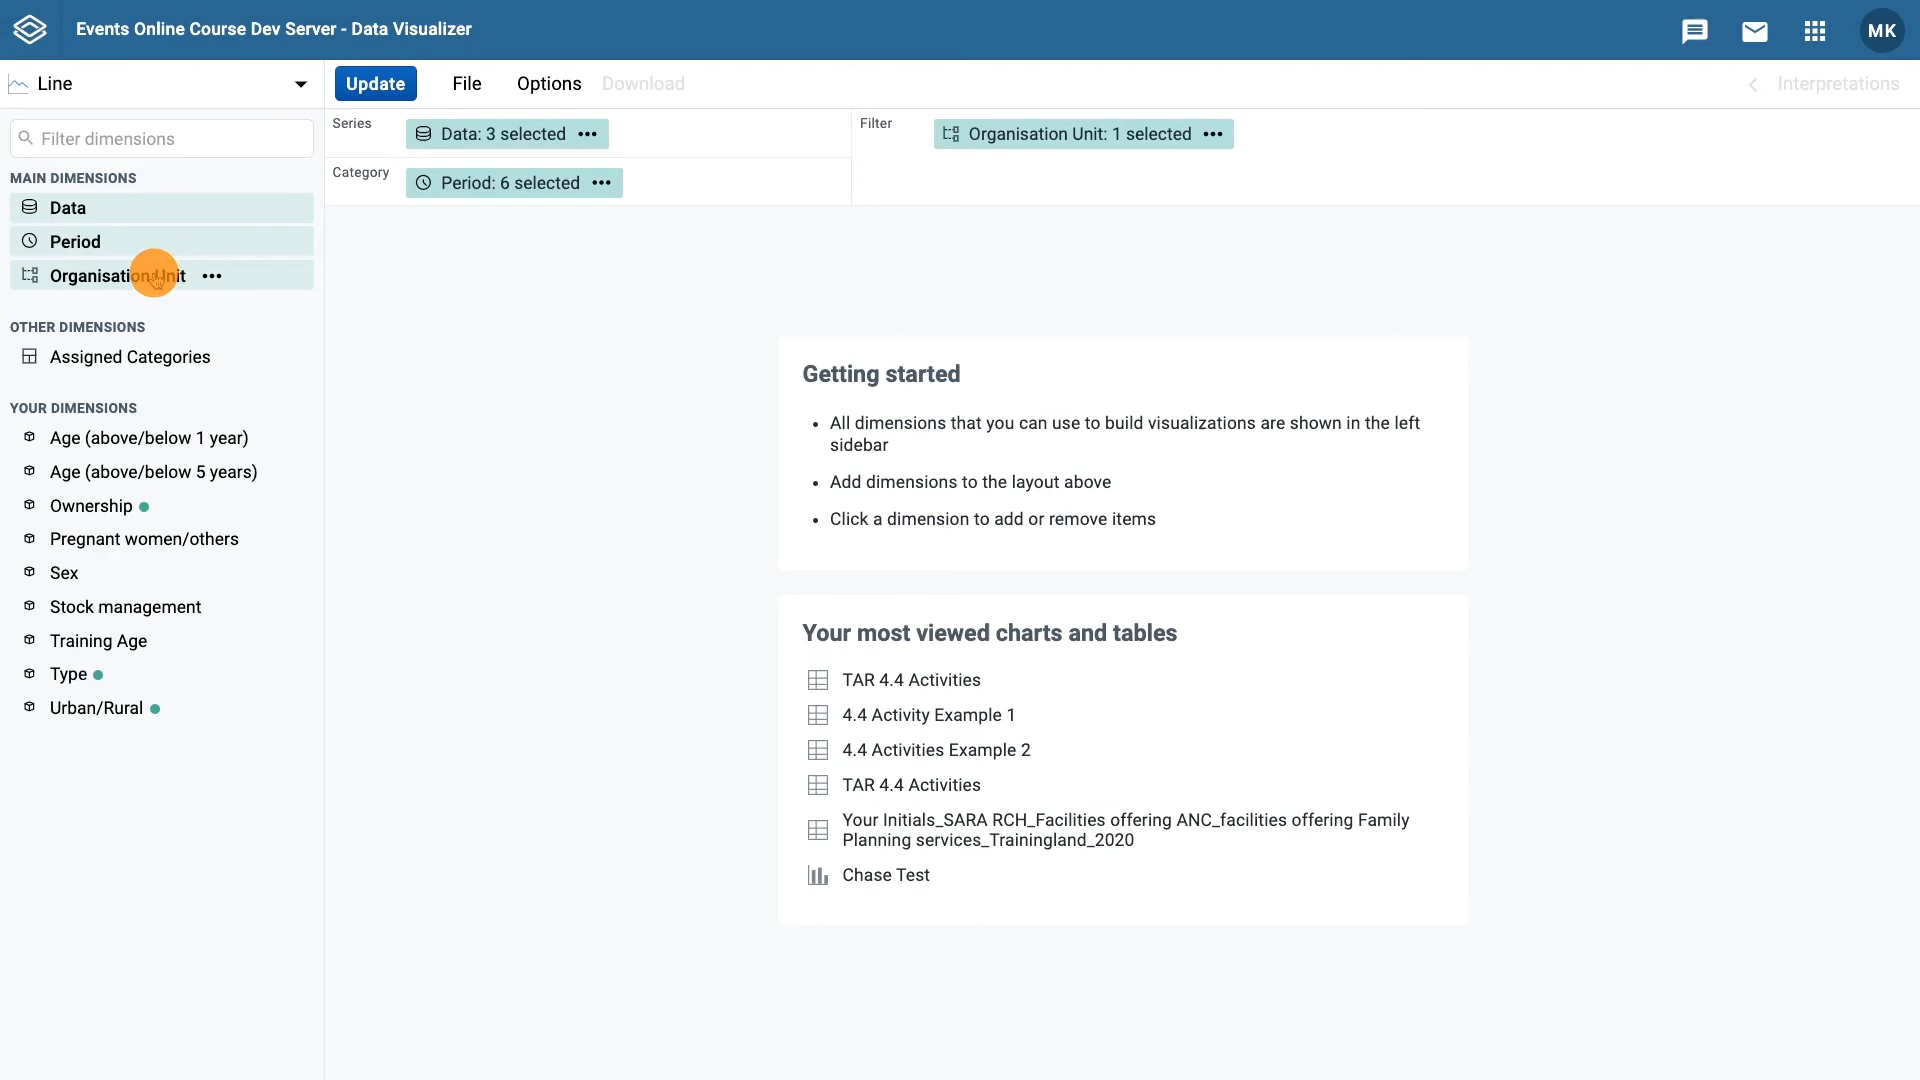 Events Online Course Dev Server - Data Visualizer
MK
Line
Update
File
Options
Download
Interpretations
Filter dimensions
MAIN DIMENSIONS
Data
Period
Organisation Unit
OTHER DIMENSIONS
Assigned Categories
YOUR DIMENSIONS
Age (above/below 1 year)
Age (above/below 5 years)
Ownership
Pregnant women/others
Sex
Stock management
Training Age
Type
Urban/Rural
Series
Data: 3 selected
Category
Period: 6 selected
Filter
Organisation Unit: 1 selected
Getting started
• All dimensions that you can use to build visualizations are shown in the left
sidebar
• Add dimensions to the layout above
• Click a dimension to add or remove items
Your most viewed charts and tables
TAR 4.4 Activities
4.4 Activity Example 1
4.4 Activities Example 2
TAR 4.4 Activities
Your Initials_SARA RCH_Facilities offering ANC_facilities offering Family
Planning services_Trainingland_2020
Chase Test